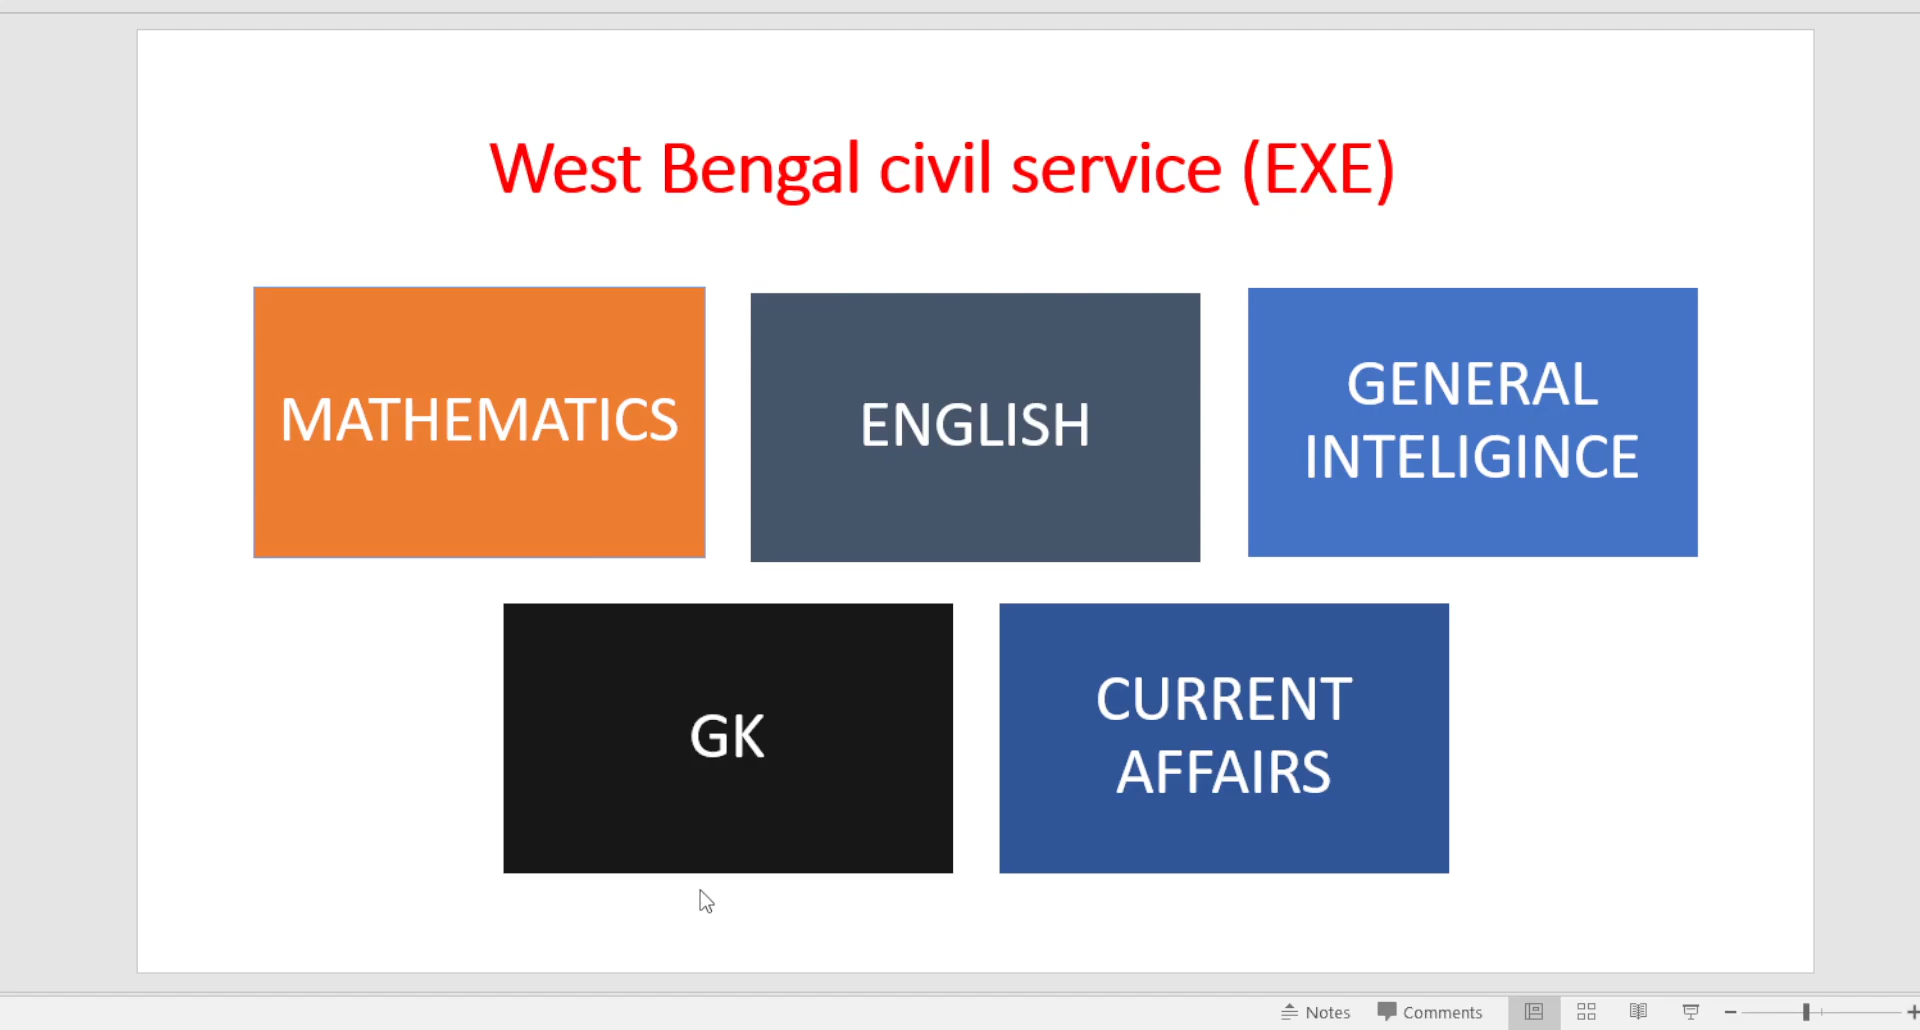 West Bengal civil service (EXE)
MATHEMATICS
ENGLISH
GENERAL
INTELIGINCE
GK
CURRENT
AFFAIRS
Notes
Comments